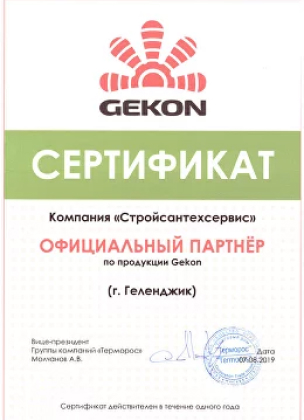 GEKON
СЕРТИФИКАТ
Компания «Стройсантехсервис»
ОФИЦИАЛЬНЫЙ ПАРТНЁР
по продукции Gekon
(г. Геленджик)
Вице-президент
Группы компаний «Терморос»
Молчанов А.В.
Дата
07.08.2019
Сертификат действителен в течение одного года